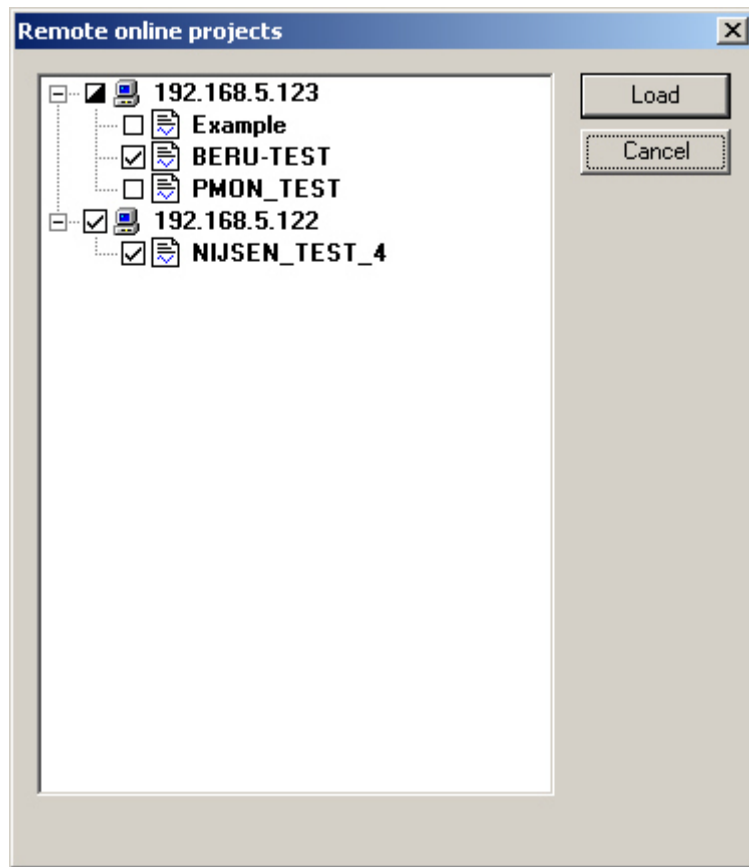 Remote online projects
192.168.5.123
Example
BERU-TEST
PMON_TEST
192.168.5.122
NIJSEN_TEST_4
Load
Cancel